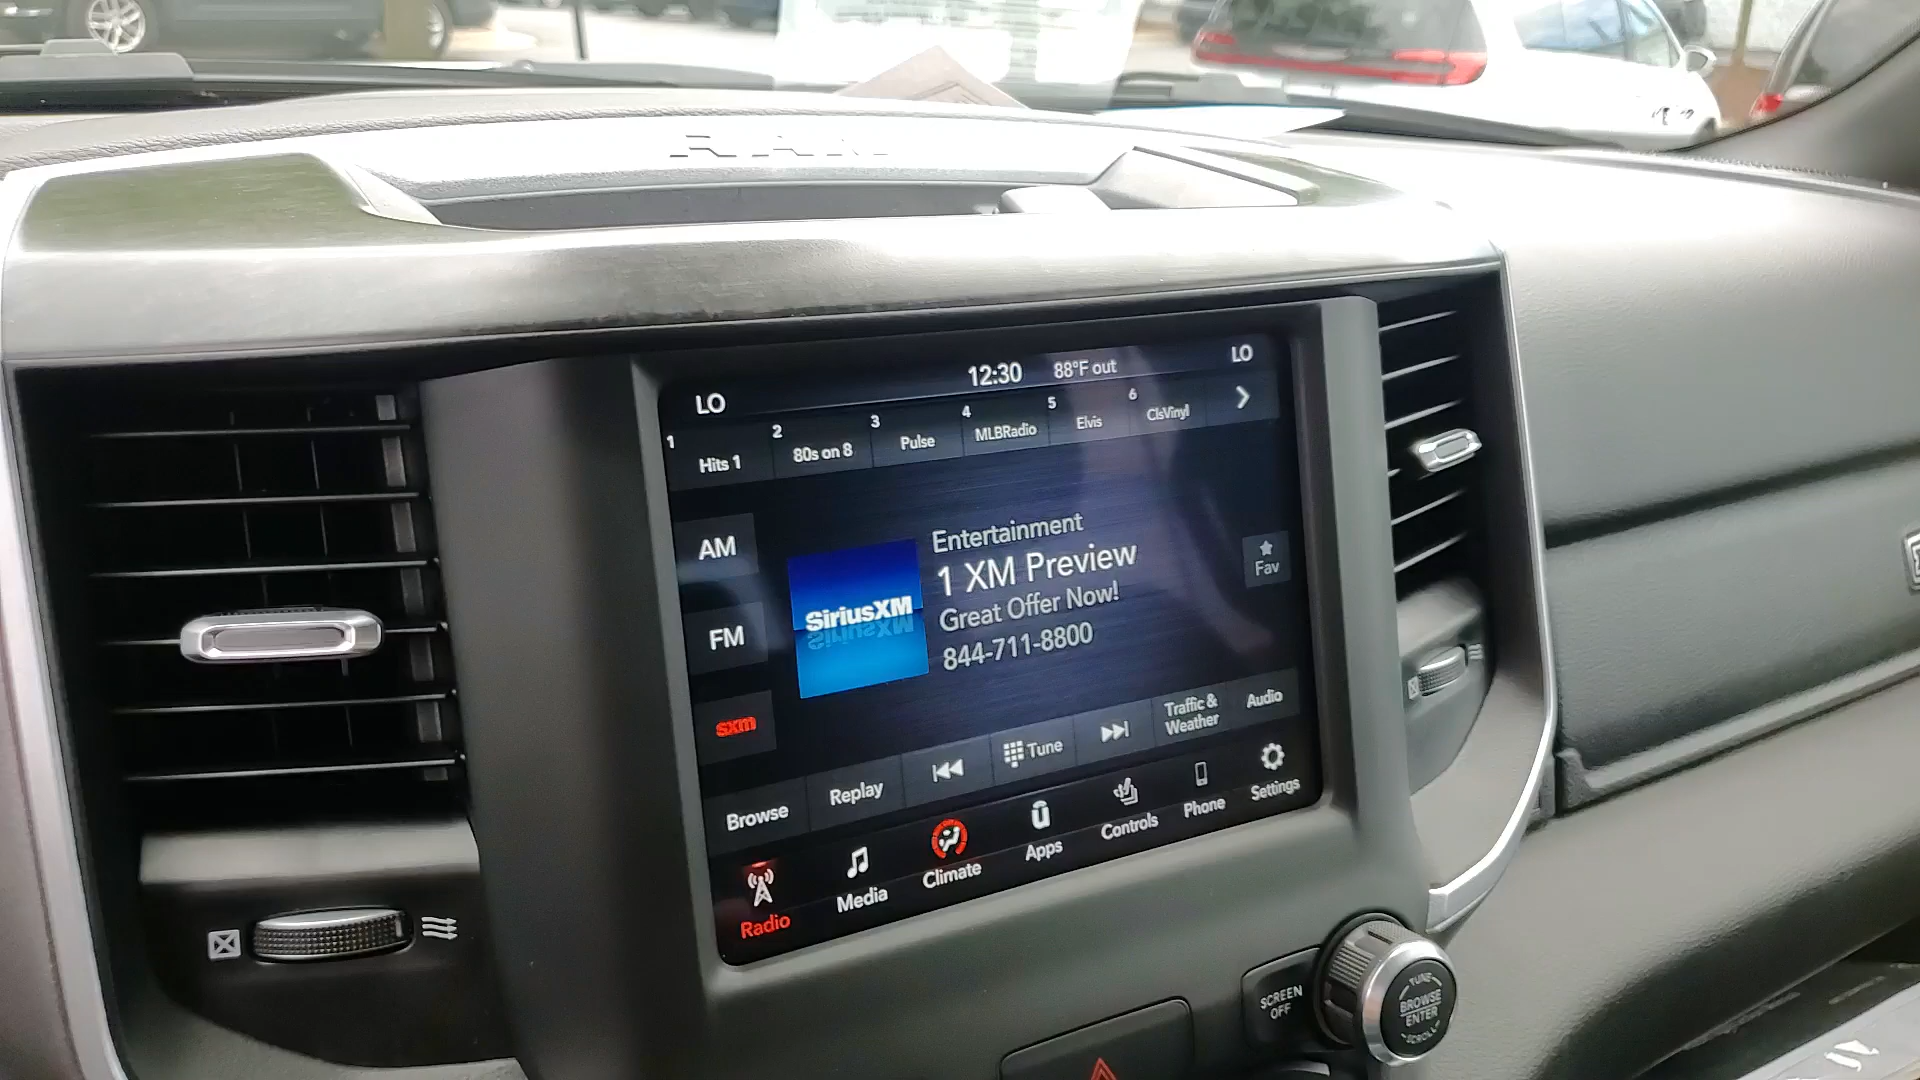 RAM
LO
12:30
88°F out
LO
1
Hits 1
2
80s on 8
3
Pulse
4
MLBRadio
5
Elvis
6
ClsVinyl
AM
FM
sxm
SiriusXM
Entertainment
1 XM Preview
Great Offer Now!
844-711-8800
Fav
Browse
Replay
Tune
Traffic &
Weather
Audio
Radio
Media
Climate
Apps
Controls
Phone
Settings
SCREEN
OFF
TUNE
BROWSE
ENTER
SCROLL